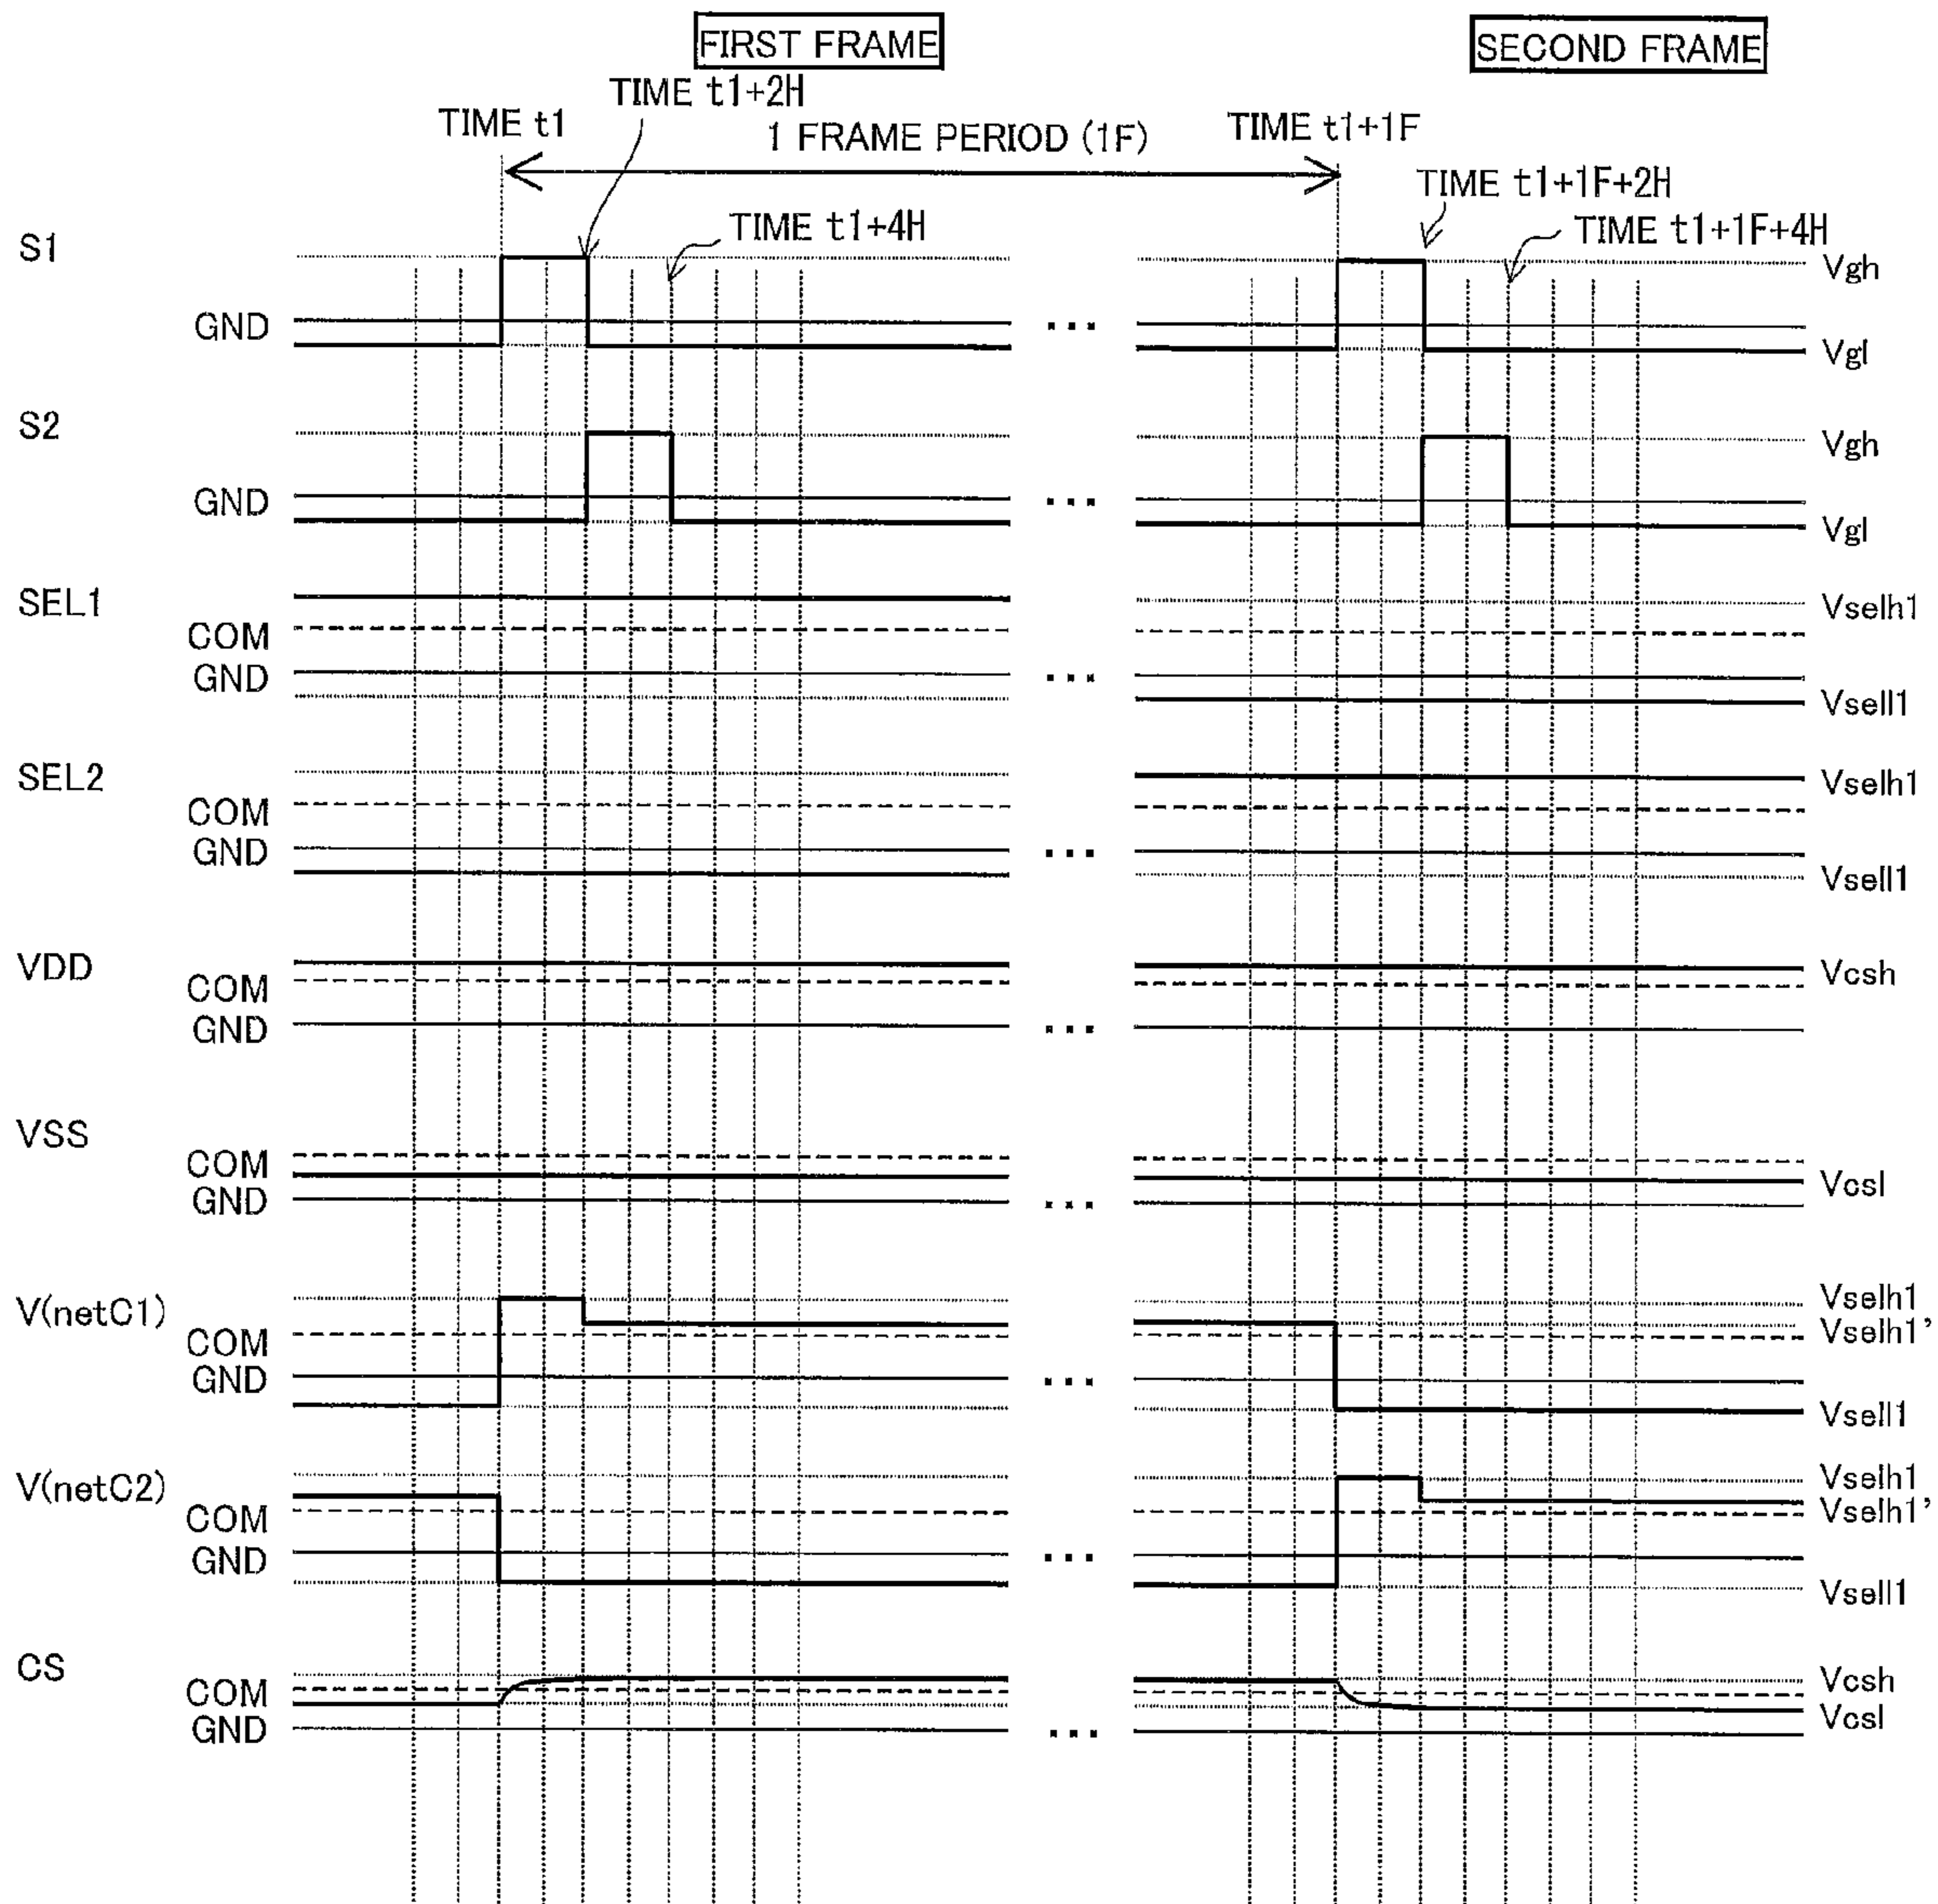 FIRST FRAME
SECOND FRAME
TIME t1+2H
TIME t1
1 FRAME PERIOD (1F)
TIME t1+1F
TIME t1+1F+2H
TIME t1+4H
TIME t1+1F+4H
S1
Vgh
GND
...
Vgl
S2
Vgh
GND
...
Vgl
SEL1
Vselh1
COM
GND
...
Vsell1
SEL2
Vselh1
COM
GND
...
Vsell1
VDD
Vcsh
COM
GND
...
VSS
COM
Vcsl
GND
...
V(netC1)
Vselh1
Vselh1'
COM
GND
...
Vsell1
V(netC2)
Vselh1
Vselh1'
COM
GND
...
Vsell1
CS
Vcsh
COM
Vcsl
GND
...